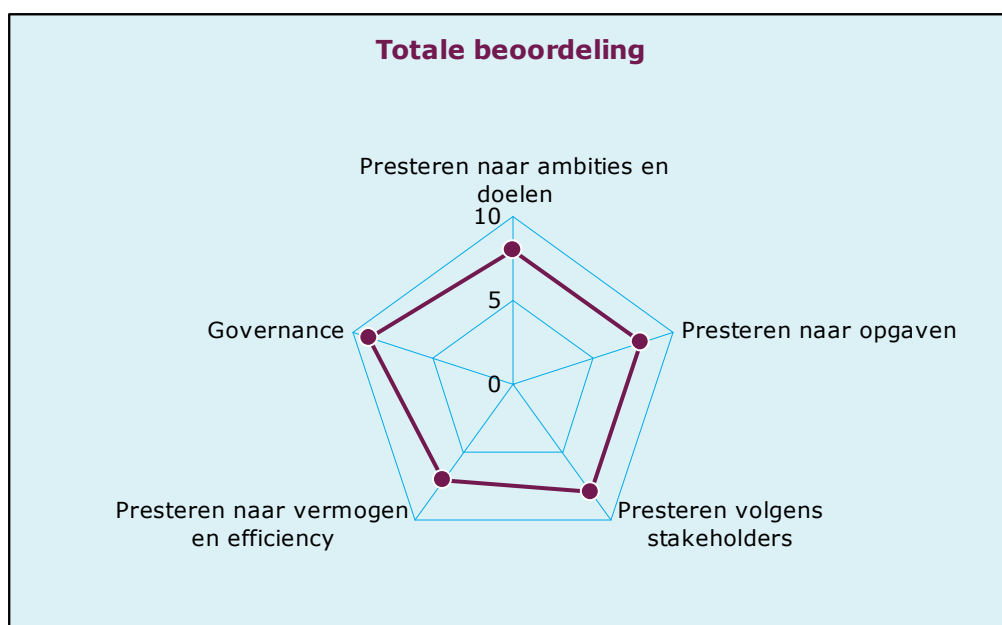 Totale beoordeling
Presteren naar ambities en
doelen
10
5
0
Governance
Presteren naar opgaven
Presteren naar vermogen
en efficiency
Presteren volgens
stakeholders